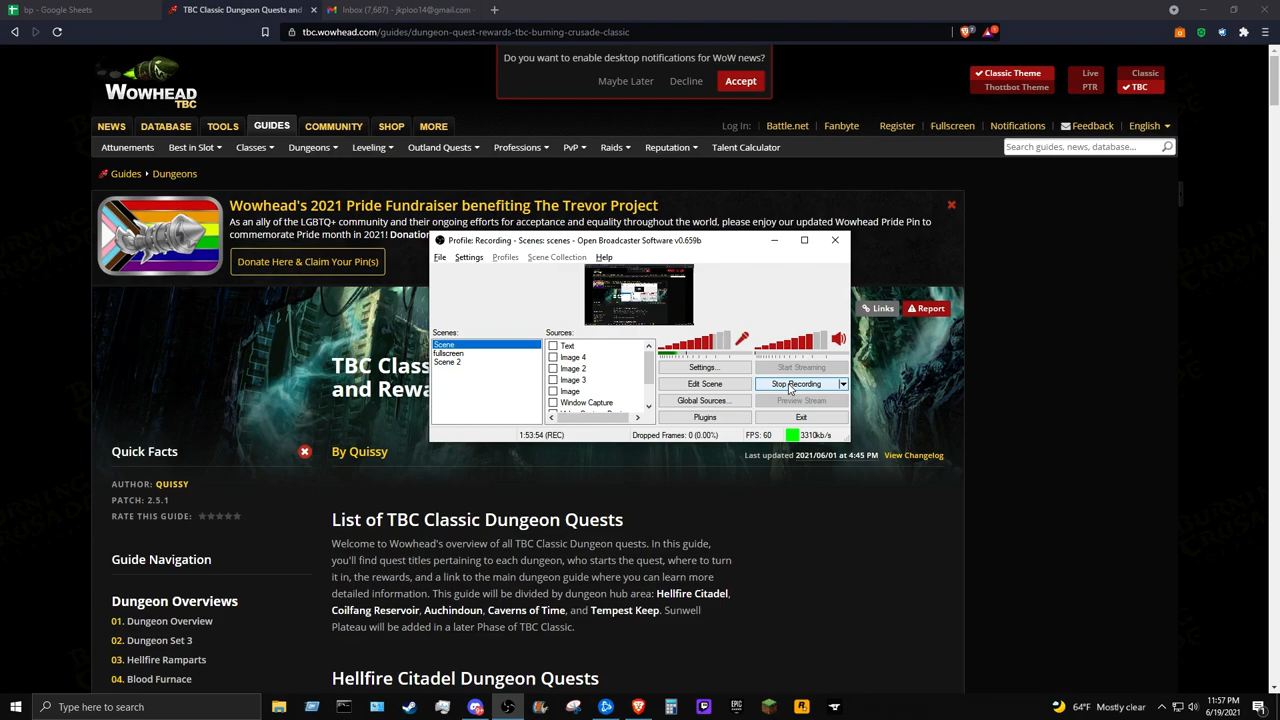 bp - Google Sheets
TBC Classic Dungeon Quests and
Inbox (7,687) - jkploo14@gmail.com -
tbc.wowhead.com/guides/dungeon-quest-rewards-tbc-burning-crusade-classic
Do you want to enable desktop notifications for WoW news?
Maybe Later
Decline
Accept
WOWHEAD
TBC
Classic Theme
Thottbot Theme
Live
PTR
Classic
TBC
NEWS
DATABASE
TOOLS
GUIDES
COMMUNITY
SHOP
MORE
Log In:
Battle.net
Fanbyte
Register
Fullscreen
Notifications
Feedback
English
Attunements
Best in Slot
Classes
Dungeons
Leveling
Outland Quests
Professions
PvP
Raids
Reputation
Talent Calculator
Search guides, news, database...
Guides
Dungeons
Wowhead's 2021 Pride Fundraiser benefiting The Trevor Project
As an ally of the LGBTQ+ community and their ongoing efforts for acceptance and equality throughout the world, please enjoy our updated Wowhead Pride Pin to
commemorate Pride month in 2021! Donat
Donate Here & Claim Your Pin(s)
Profile: Recording - Scenes: scenes - Open Broadcaster Software v0.659b
File
Settings
Profiles
Scene Collection
Help
Scenes:
Scene
fullscreen
Scene 2
Sources:
Text
Image 4
Image 2
Image 3
Image
Window Capture
Settings...
Start Streaming
Edit Scene
Stop Recording
Global Sources...
Preview Stream
Plugins
Exit
1:53:54 (REC)
Dropped Frames: 0 (0.00%)
FPS: 60
3310kb/s
Links
Report
TBC Clas
and Rewa
Quick Facts
By Quissy
Last updated 2021/06/01 at 4:45 PM
View Changelog
AUTHOR: QUISSY
PATCH: 2.5.1
RATE THIS GUIDE:
Guide Navigation
Dungeon Overviews
01. Dungeon Overview
02. Dungeon Set 3
03. Hellfire Ramparts
04. Blood Furnace
List of TBC Classic Dungeon Quests
Welcome to Wowhead's overview of all TBC Classic Dungeon quests. In this guide,
you'll find quest titles pertaining to each dungeon, who starts the quest, where to turn
it in, the rewards, and a link to the main dungeon guide where you can learn more
detailed information. This guide will be divided by dungeon hub area: Hellfire Citadel,
Coilfang Reservoir, Auchindoun, Caverns of Time, and Tempest Keep. Sunwell
Plateau will be added in a later Phase of TBC Classic.
Hellfire Citadel Dungeon Quests
Type here to search
64°F Mostly clear
11:57 PM
6/19/2021